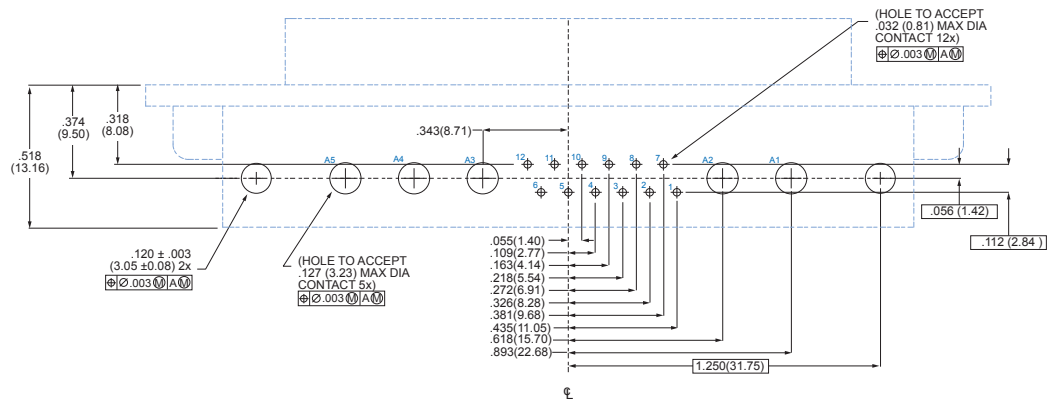 (HOLE TO ACCEPT
.032 (0.81) MAX DIA
CONTACT 12x)
⌖ Ø.003 Ⓜ A Ⓜ
.318
(8.08)
.374
(9.50)
.518
(13.16)
.343(8.71)
12 11 10 9 8 7
A5 A4 A3 A2 A1
6 5 4 3 2 1
.056 (1.42)
.112 (2.84 )
.120 ± .003
(3.05 ±0.08) 2x
⌖ Ø.003 Ⓜ A Ⓜ
(HOLE TO ACCEPT
.127 (3.23) MAX DIA
CONTACT 5x)
⌖ Ø.003 Ⓜ A Ⓜ
.055(1.40)
.109(2.77)
.163(4.14)
.218(5.54)
.272(6.91)
.326(8.28)
.381(9.68)
.435(11.05)
.618(15.70)
.893(22.68)
1.250(31.75)
℄